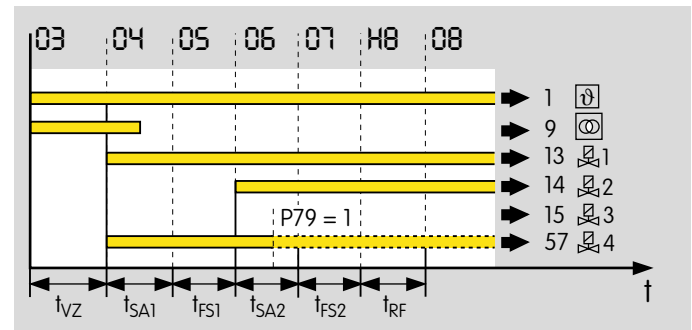 03 04 05 06 07 H8 08
1 ϑ
9
13 1
14 2
P79 = 1
15 3
57 4
t
tVZ tSA1 tFS1 tSA2 tFS2 tRF